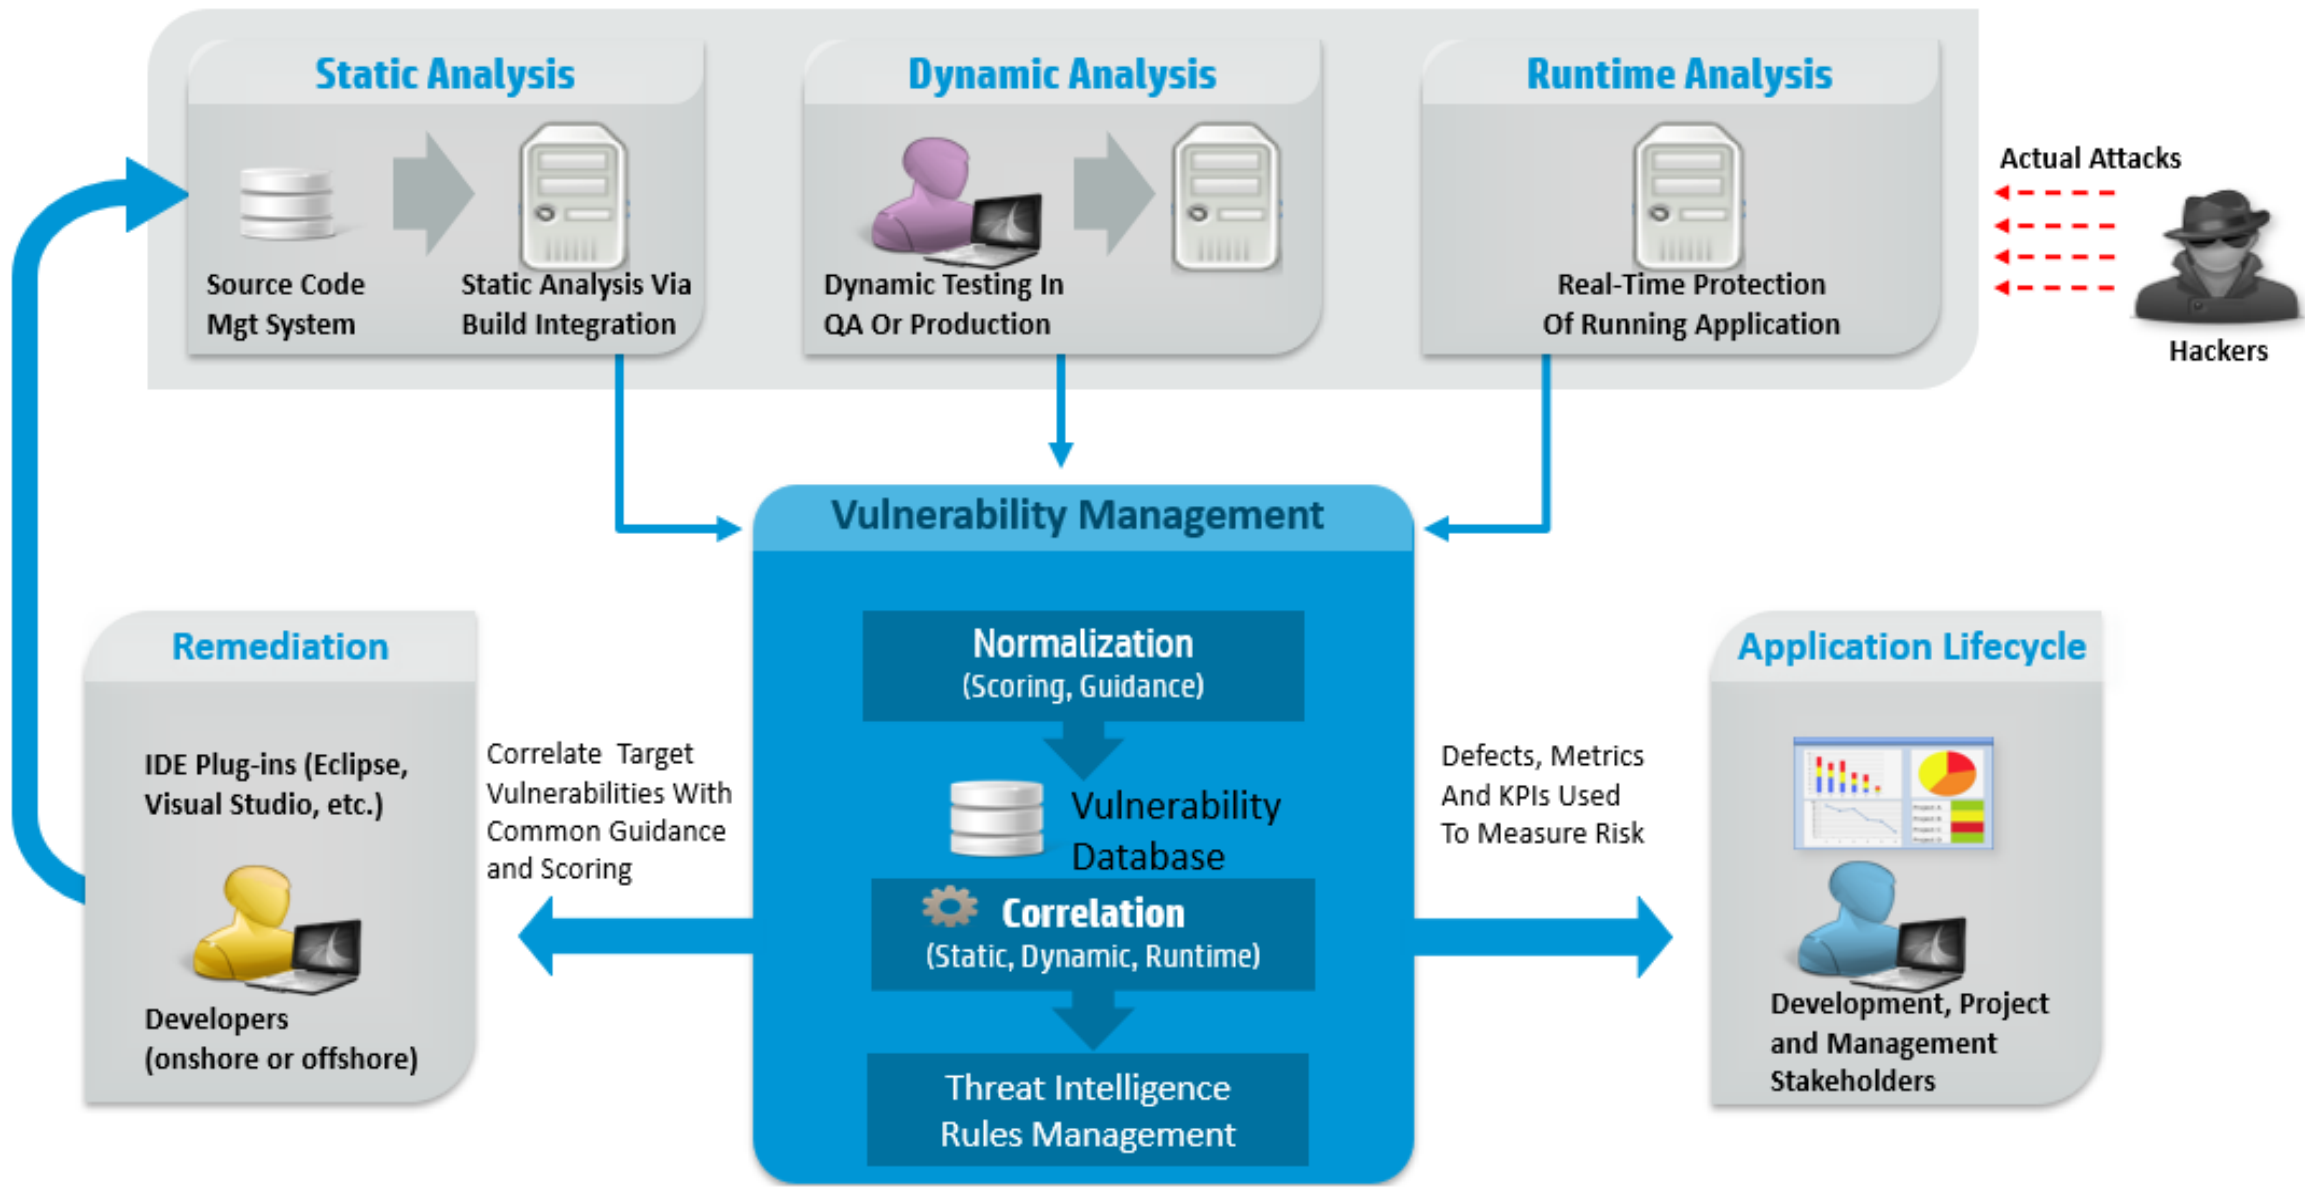 Static Analysis
Source Code
Mgt System
Static Analysis Via
Build Integration
Dynamic Analysis
Dynamic Testing In
QA Or Production
Runtime Analysis
Real-Time Protection
Of Running Application
Actual Attacks
Hackers
Vulnerability Management
Normalization
(Scoring, Guidance)
Vulnerability
Database
Correlation
(Static, Dynamic, Runtime)
Threat Intelligence
Rules Management
Remediation
IDE Plug-ins (Eclipse,
Visual Studio, etc.)
Developers
(onshore or offshore)
Correlate Target
Vulnerabilities With
Common Guidance
and Scoring
Defects, Metrics
And KPIs Used
To Measure Risk
Application Lifecycle
Project A
Project B
Project C
Project D
Development, Project
and Management
Stakeholders